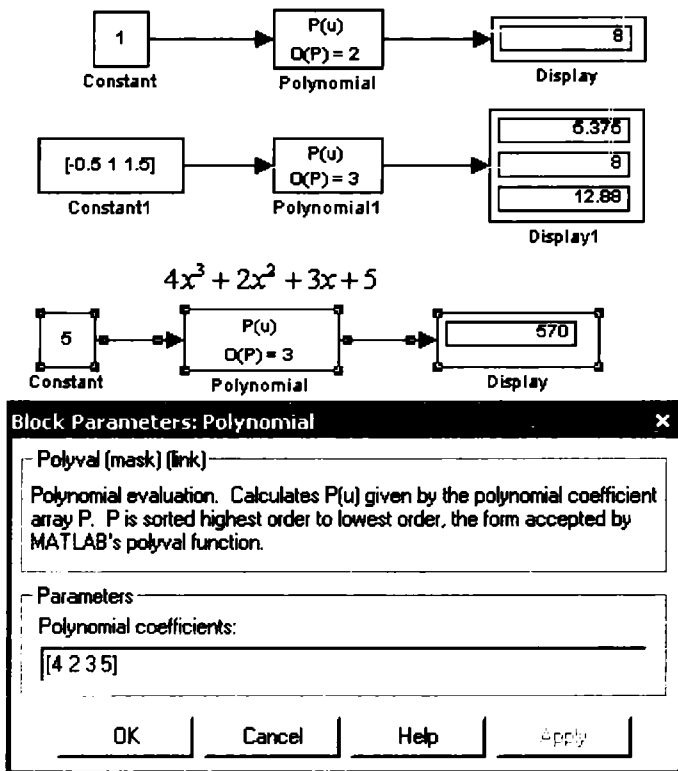 1
P(u)
O(P) = 2
8
Constant
Polynomial
Display
[-0.5 1 1.5]
P(u)
O(P) = 3
5.375
8
12.88
Constant1
Polynomial1
Display1
4x³ + 2x² + 3x + 5
5
P(u)
O(P) = 3
570
Constant
Polynomial
Display
Block Parameters: Polynomial
Polyval (mask) (link)
Polynomial evaluation. Calculates P(u) given by the polynomial coefficient
array P. P is sorted highest order to lowest order, the form accepted by
MATLAB's polyval function.
Parameters
Polynomial coefficients:
[4 2 3 5]
OK
Cancel
Help
Apply